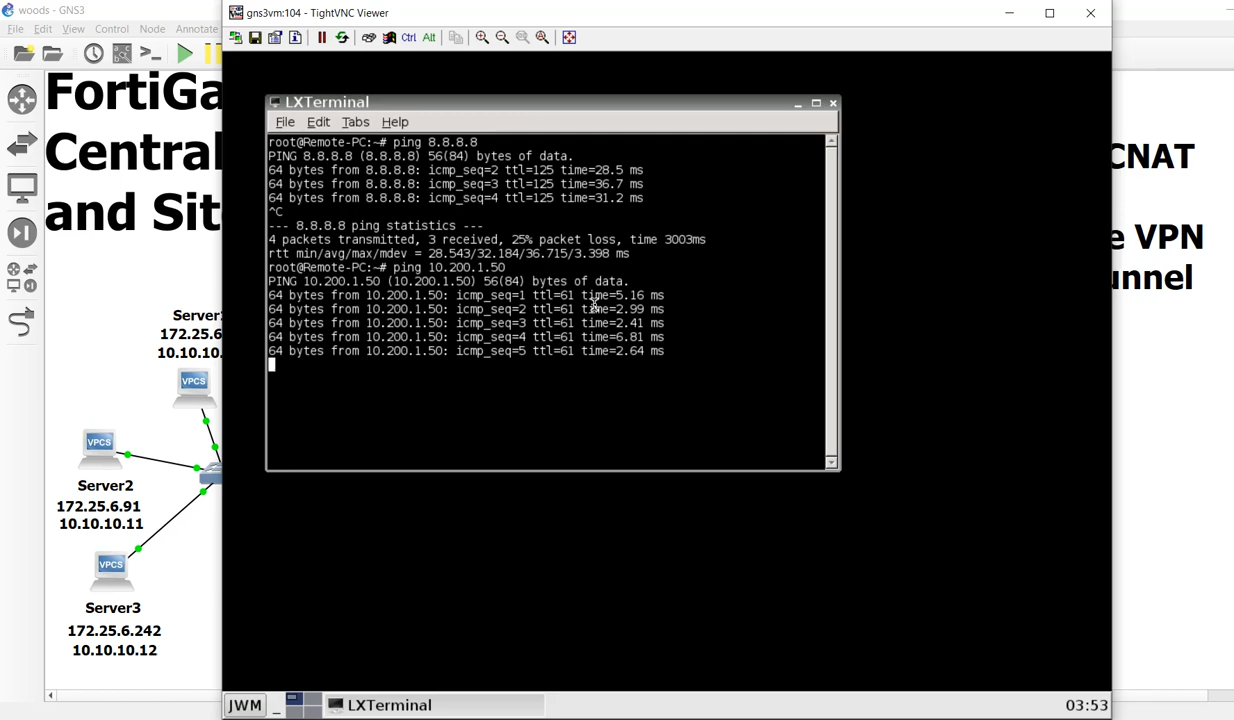 woods - GNS3
File Edit View Control Node Annotate
gns3vm:104 - TightVNC Viewer
Ctrl Alt
FortiGa
Central
and Sit
CNAT
e VPN
unnel
LXTerminal
File Edit Tabs Help
root@Remote-PC:~# ping 8.8.8.8
PING 8.8.8.8 (8.8.8.8) 56(84) bytes of data.
64 bytes from 8.8.8.8: icmp_seq=2 ttl=125 time=28.5 ms
64 bytes from 8.8.8.8: icmp_seq=3 ttl=125 time=36.7 ms
64 bytes from 8.8.8.8: icmp_seq=4 ttl=125 time=31.2 ms
^C
--- 8.8.8.8 ping statistics ---
4 packets transmitted, 3 received, 25% packet loss, time 3003ms
rtt min/avg/max/mdev = 28.543/32.184/36.715/3.398 ms
root@Remote-PC:~# ping 10.200.1.50
PING 10.200.1.50 (10.200.1.50) 56(84) bytes of data.
64 bytes from 10.200.1.50: icmp_seq=1 ttl=61 time=5.16 ms
64 bytes from 10.200.1.50: icmp_seq=2 ttl=61 time=2.99 ms
64 bytes from 10.200.1.50: icmp_seq=3 ttl=61 time=2.41 ms
64 bytes from 10.200.1.50: icmp_seq=4 ttl=61 time=6.81 ms
64 bytes from 10.200.1.50: icmp_seq=5 ttl=61 time=2.64 ms
Server
172.25.6
10.10.10.
VPCS
VPCS
Server2
172.25.6.91
10.10.10.11
VPCS
Server3
172.25.6.242
10.10.10.12
JWM
LXTerminal
03:53